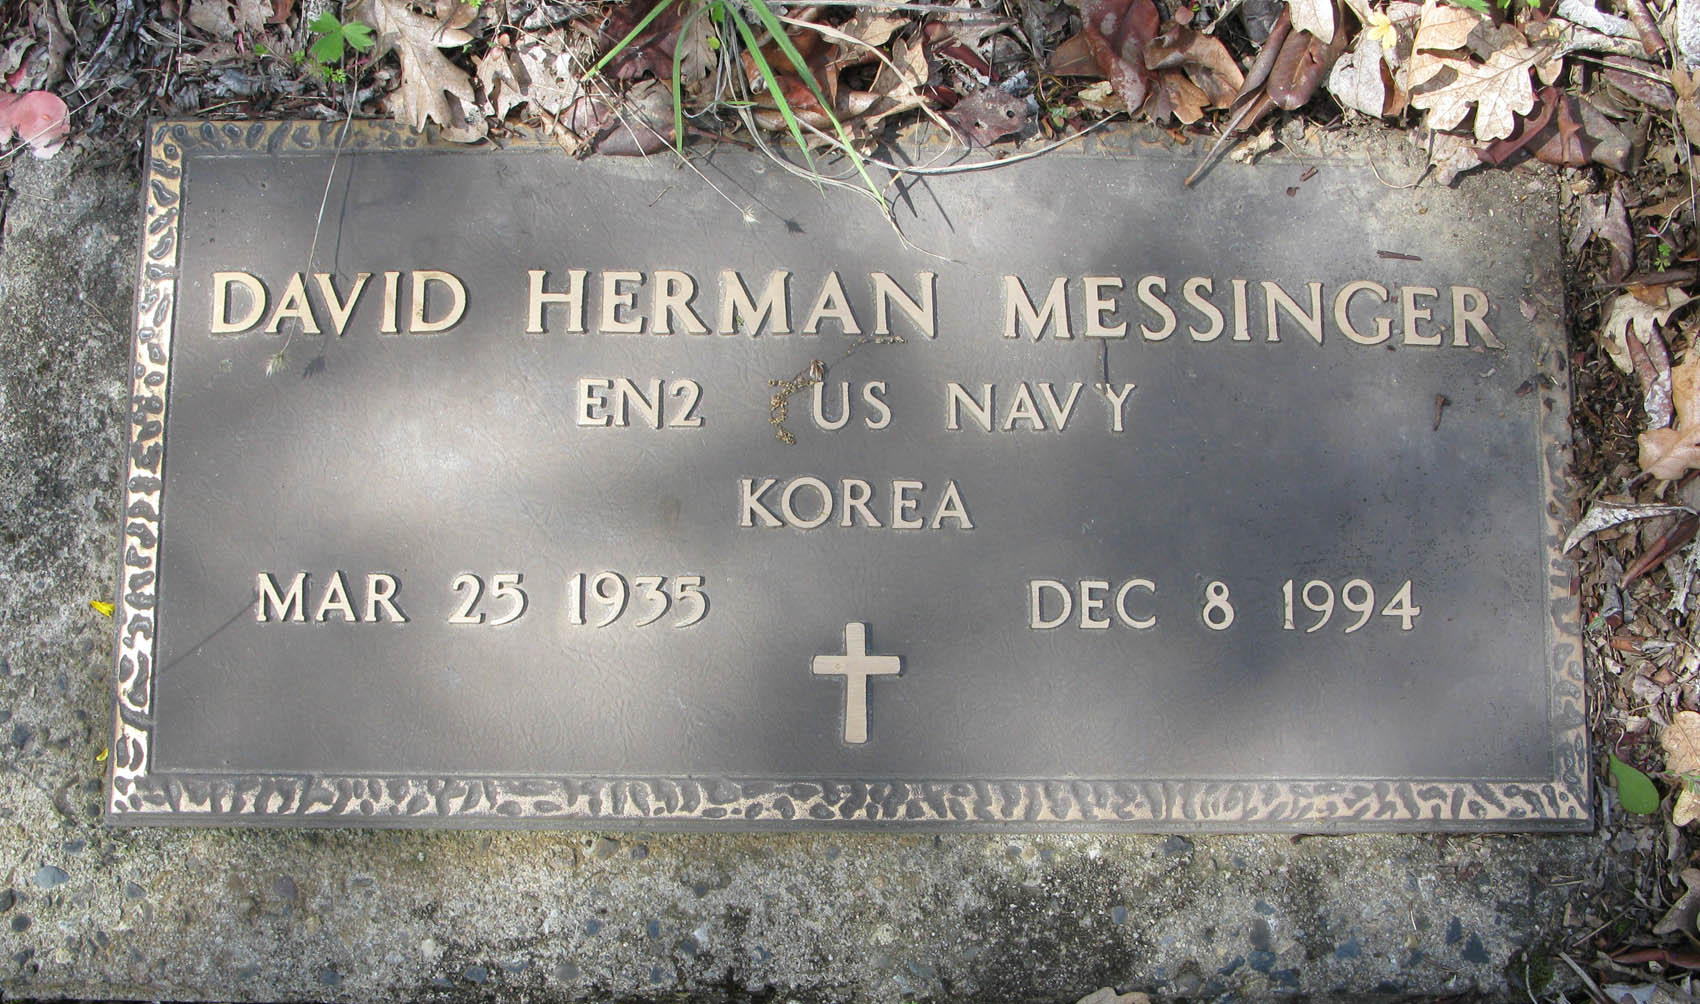 DAVID HERMAN MESSINGER
EN2 US NAVY
KOREA
MAR 25 1935 DEC 8 1994